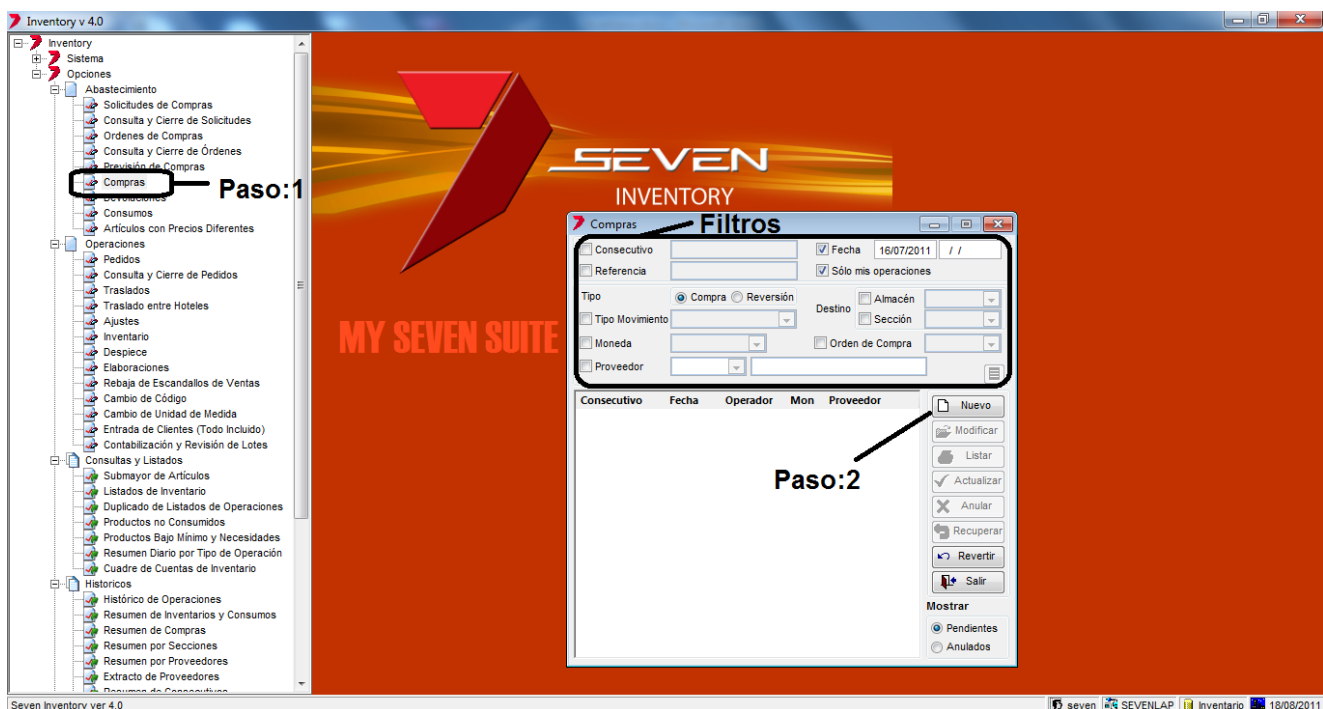 Inventory v 4.0
Inventory
Sistema
Opciones
Abastecimiento
Solicitudes de Compras
Consulta y Cierre de Solicitudes
Ordenes de Compras
Consulta y Cierre de Órdenes
Previsión de Compras
Compras
Paso:1
Devoluciones
Consumos
Artículos con Precios Diferentes
Operaciones
Pedidos
Consulta y Cierre de Pedidos
Traslados
Traslado entre Hoteles
Ajustes
Inventario
Despiece
Elaboraciones
Rebaja de Escandallos de Ventas
Cambio de Código
Cambio de Unidad de Medida
Entrada de Clientes (Todo Incluido)
Contabilización y Revisión de Lotes
Consultas y Listados
Submayor de Artículos
Listados de Inventario
Duplicado de Listados de Operaciones
Productos no Consumidos
Productos Bajo Mínimo y Necesidades
Resumen Diario por Tipo de Operación
Cuadre de Cuentas de Inventario
Historicos
Histórico de Operaciones
Resumen de Inventarios y Consumos
Resumen de Compras
Resumen por Secciones
Resumen por Proveedores
Extracto de Proveedores
Resumen de Consecutivos
SEVEN
INVENTORY
MY SEVEN SUITE
Compras
Filtros
Consecutivo
Fecha 16/07/2011 / /
Referencia
Sólo mis operaciones
Tipo Compra Reversión
Destino
Almacén
Tipo Movimiento
Sección
Moneda
Orden de Compra
Proveedor
Consecutivo Fecha Operador Mon Proveedor
Nuevo
Modificar
Listar
Paso:2
Actualizar
Anular
Recuperar
Revertir
Salir
Mostrar
Pendientes
Anulados
Seven Inventory ver 4.0
seven SEVENLAP Inventario 18/08/2011